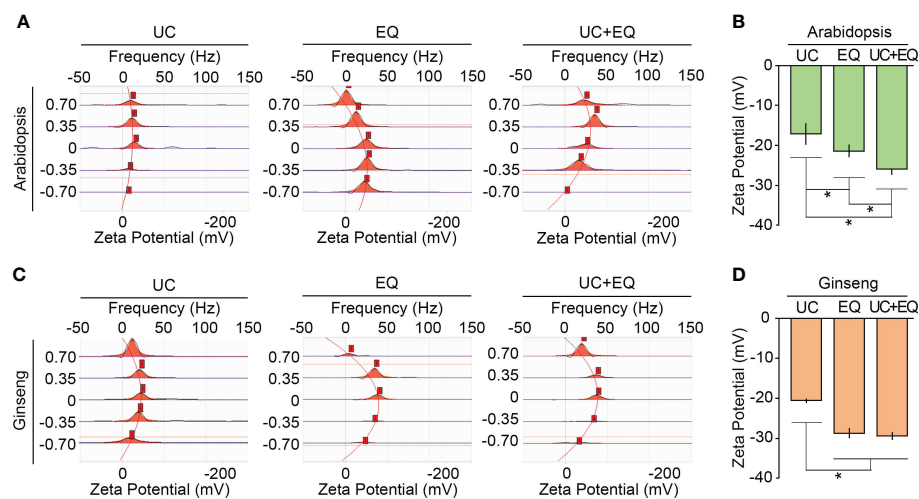 A
UC
EQ
UC+EQ
Frequency (Hz)
Frequency (Hz)
Frequency (Hz)
-50 0 50 100 150
-50 0 50 100 150
-50 0 50 100 150
Arabidopsis
0.70
0.35
0
-0.35
-0.70
0.70
0.35
0
-0.35
-0.70
0.70
0.35
0
-0.35
-0.70
0 -200
0 -200
0 -200
Zeta Potential (mV)
Zeta Potential (mV)
Zeta Potential (mV)
B
Arabidopsis
UC EQ UC+EQ
Zeta Potential (mV)
0
-10
-20
-30
-40
*
*
*
C
UC
EQ
UC+EQ
Frequency (Hz)
Frequency (Hz)
Frequency (Hz)
-50 0 50 100 150
-50 0 50 100 150
-50 0 50 100 150
Ginseng
0.70
0.35
0
-0.35
-0.70
0.70
0.35
0
-0.35
-0.70
0.70
0.35
0
-0.35
-0.70
0 -200
0 -200
0 -200
Zeta Potential (mV)
Zeta Potential (mV)
Zeta Potential (mV)
D
Ginseng
UC EQ UC+EQ
Zeta Potential (mV)
0
-10
-20
-30
-40
*